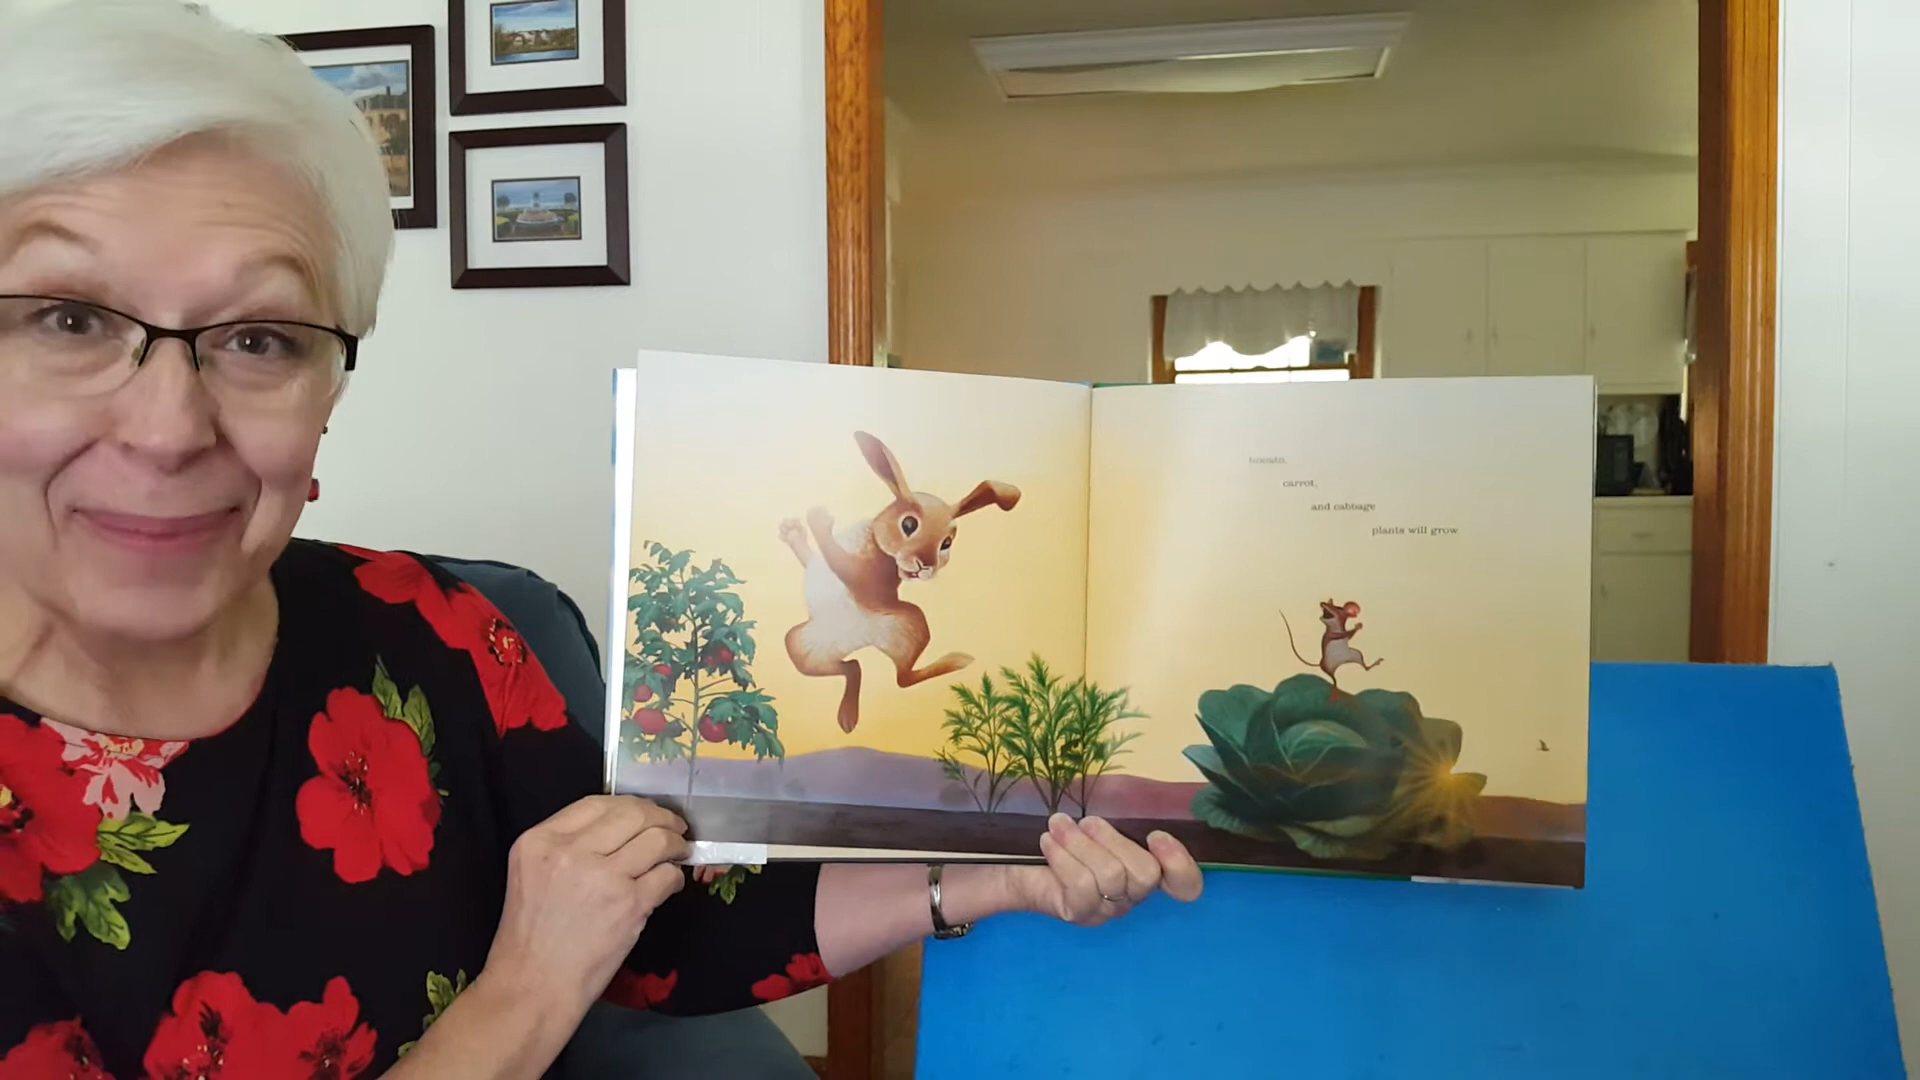 tomato,
carrot,
and cabbage
plants will grow.